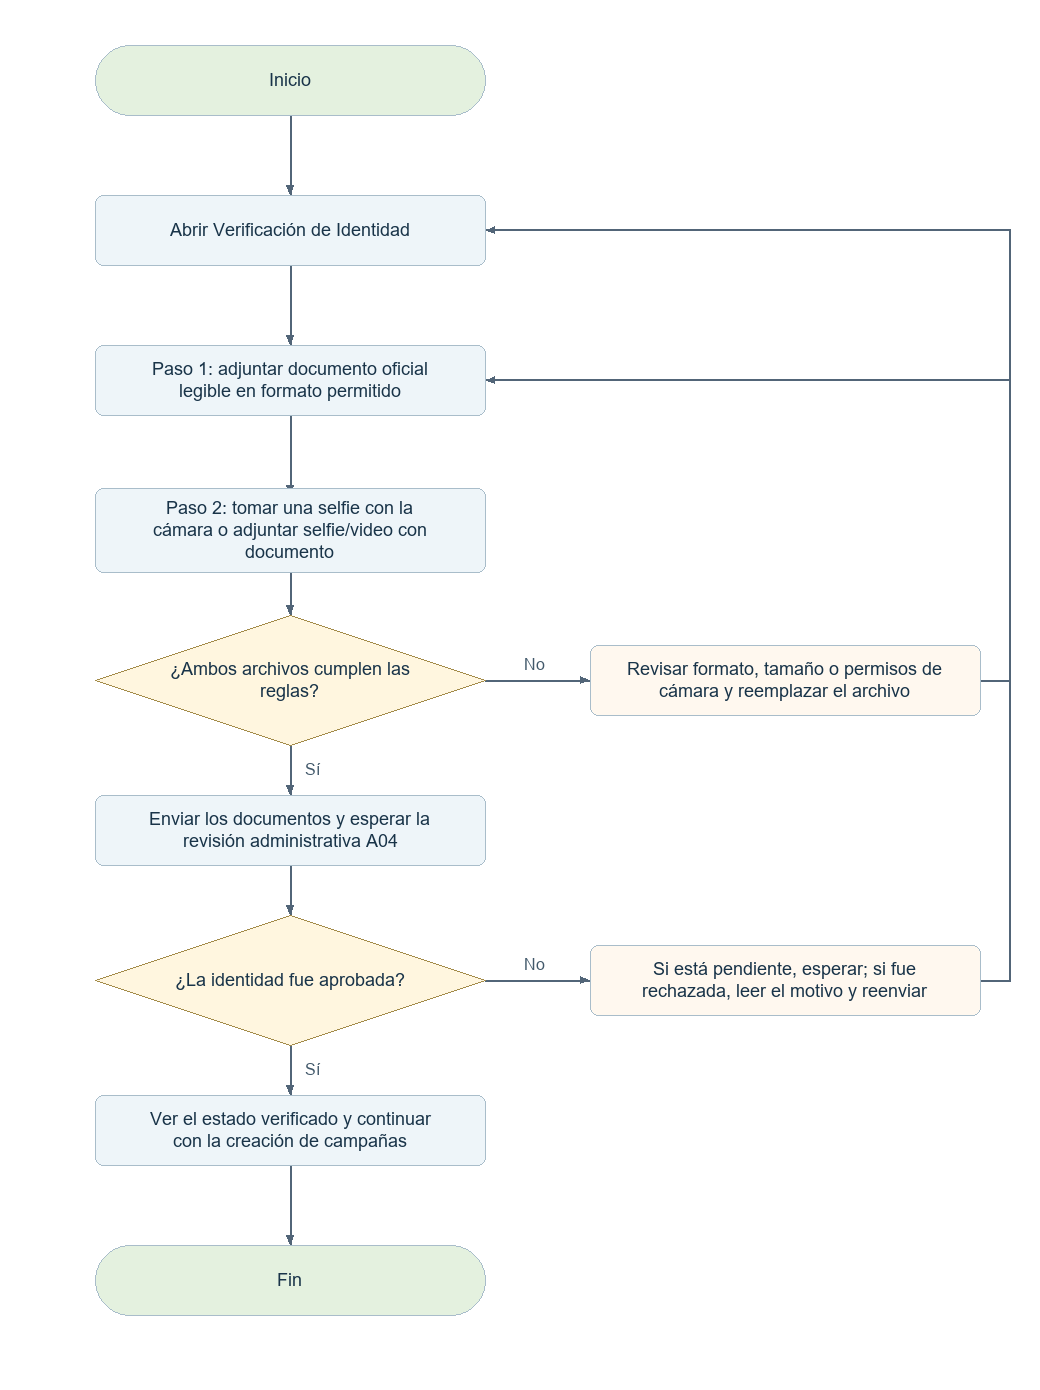 Inicio
Abrir Verificación de Identidad
Paso 1: adjuntar documento oficial
legible en formato permitido
Paso 2: tomar una selfie con la
cámara o adjuntar selfie/video con
documento
¿Ambos archivos cumplen las
reglas?
No
Revisar formato, tamaño o permisos de
cámara y reemplazar el archivo
Sí
Enviar los documentos y esperar la
revisión administrativa A04
¿La identidad fue aprobada?
No
Si está pendiente, esperar; si fue
rechazada, leer el motivo y reenviar
Sí
Ver el estado verificado y continuar
con la creación de campañas
Fin